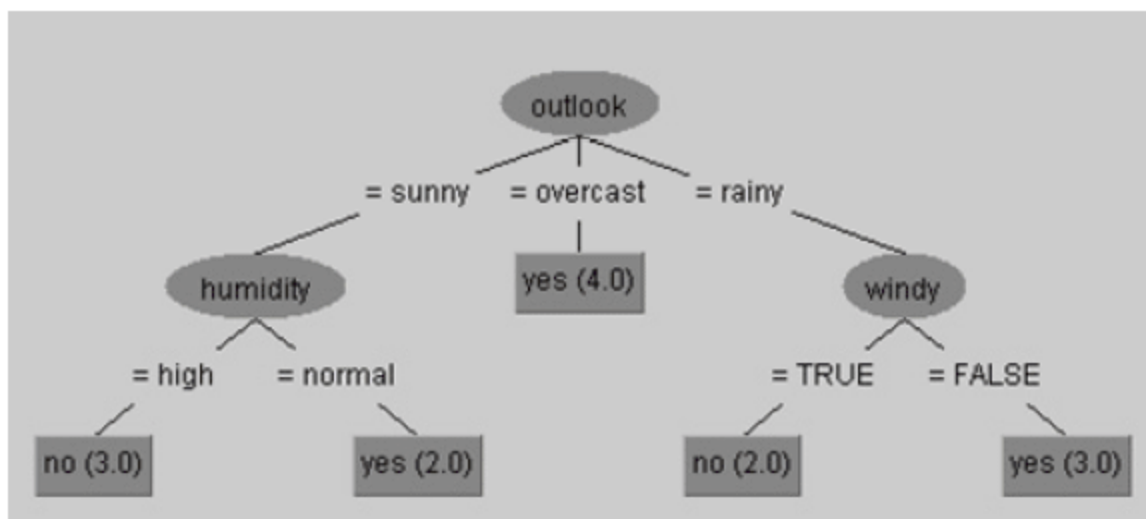 outlook
= sunny = overcast = rainy
humidity yes (4.0) windy
= high = normal = TRUE = FALSE
no (3.0) yes (2.0) no (2.0) yes (3.0)